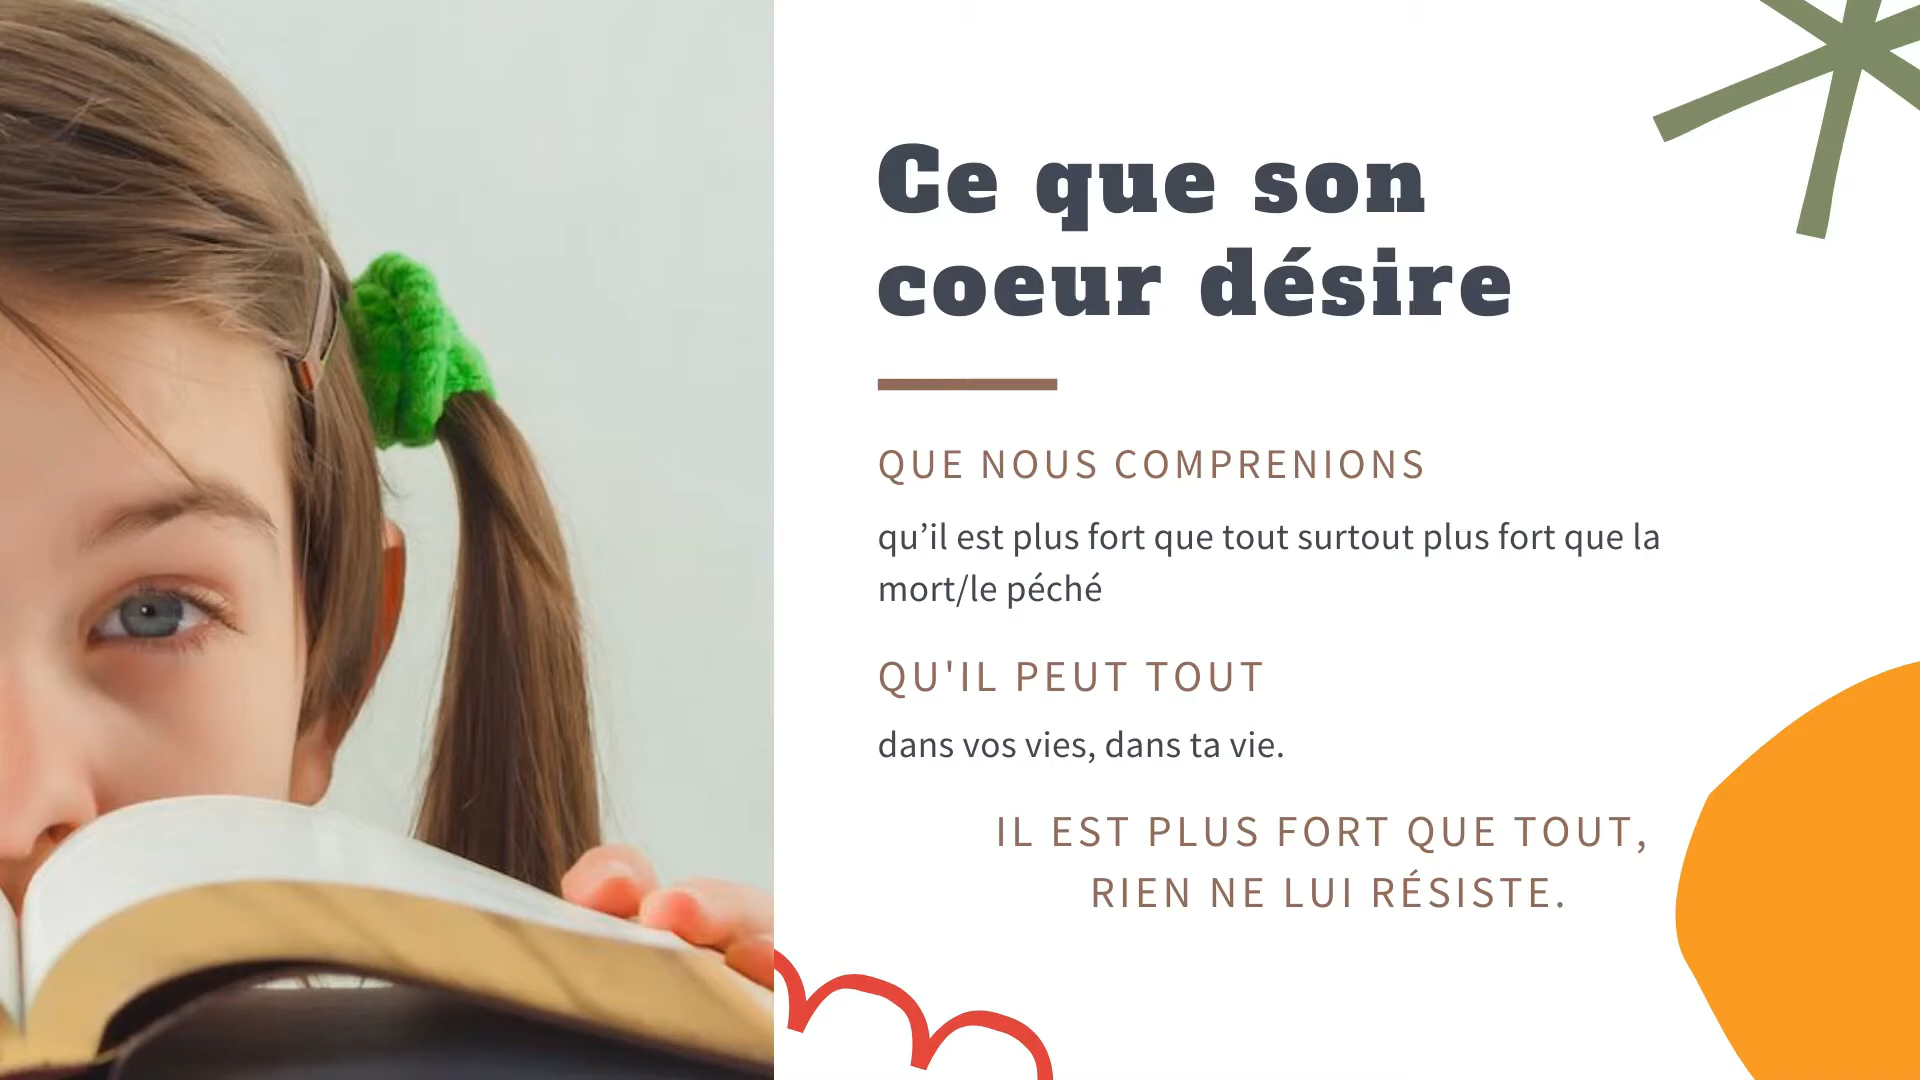 Ce que son
coeur désire
QUE NOUS COMPRENIONS
qu’il est plus fort que tout surtout plus fort que la
mort/le péché
QU'IL PEUT TOUT
dans vos vies, dans ta vie.
IL EST PLUS FORT QUE TOUT,
RIEN NE LUI RÉSISTE.